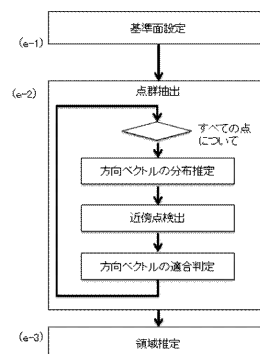 (e-1)
基準面設定
(e-2)
点群抽出
すべての点
について
方向ベクトルの分布推定
近傍点検出
方向ベクトルの適合判定
(e-3)
領域推定